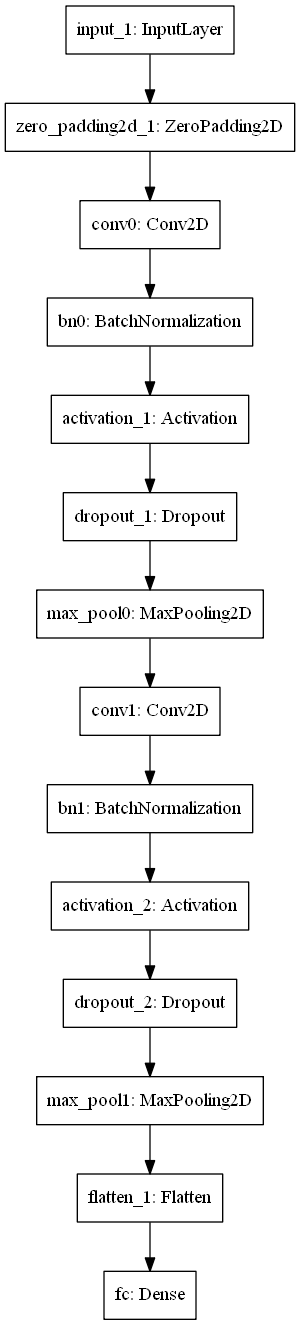 input_1: InputLayer
zero_padding2d_1: ZeroPadding2D
conv0: Conv2D
bn0: BatchNormalization
activation_1: Activation
dropout_1: Dropout
max_pool0: MaxPooling2D
conv1: Conv2D
bn1: BatchNormalization
activation_2: Activation
dropout_2: Dropout
max_pool1: MaxPooling2D
flatten_1: Flatten
fc: Dense